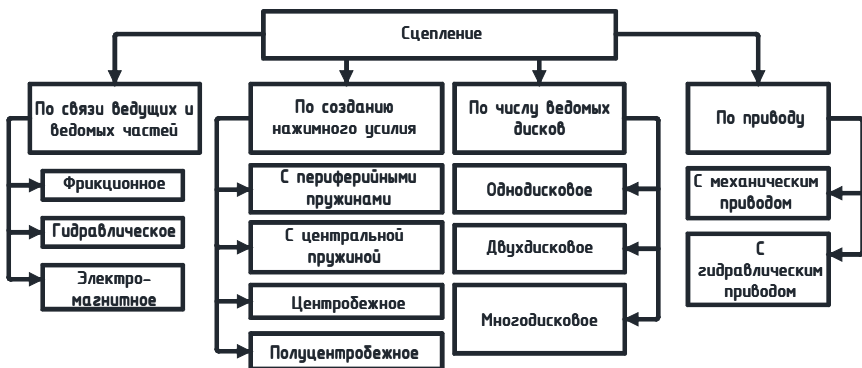 Сцепление
По связи ведущих и
ведомых частей
Фрикционное
Гидравлическое
Электро-
магнитное
По созданию
нажимного усилия
С периферийными
пружинами
С центральной
пружиной
Центробежное
Полуцентробежное
По числу ведомых
дисков
Однодисковое
Двухдисковое
Многодисковое
По приводу
С механическим
приводом
С
гидравлическим
приводом